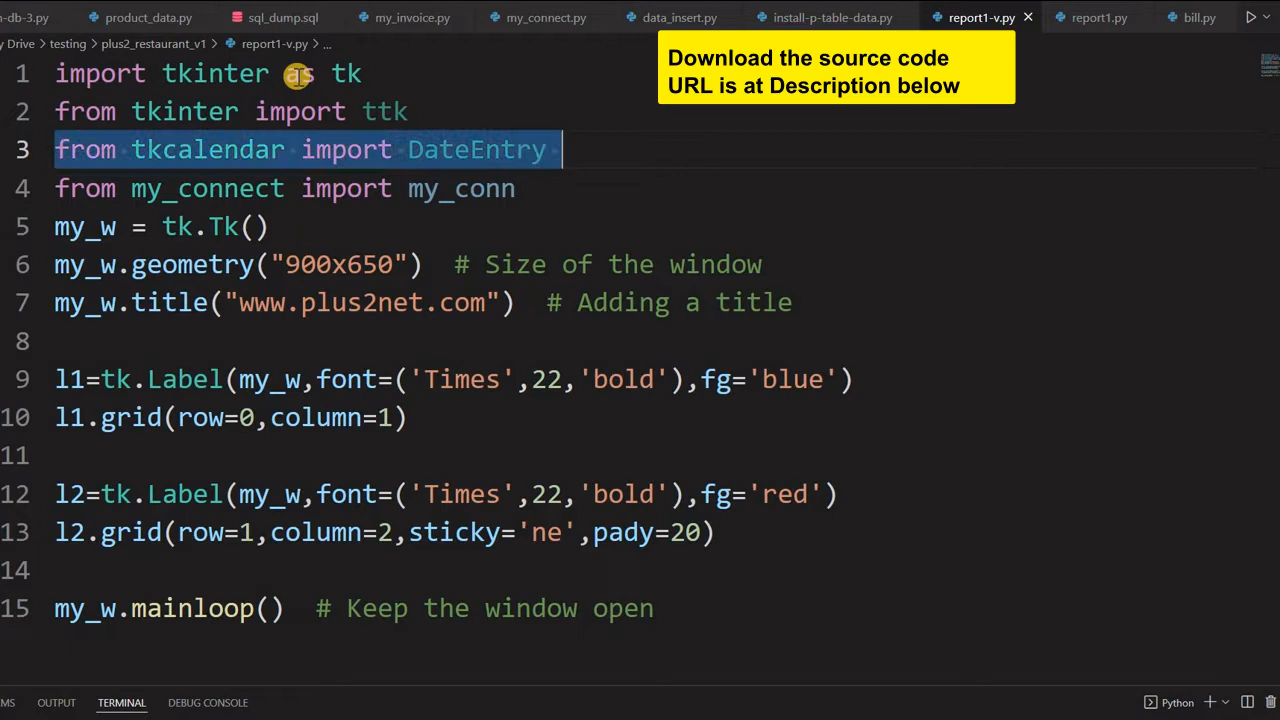 n-db-3.py product_data.py sql_dump.sql my_invoice.py my_connect.py data_insert.py install-p-table-data.py report1-v.py report1.py bill.py
y Drive > testing > plus2_restaurant_v1 > report1-v.py > ...
Download the source code
URL is at Description below
1 import tkinter as tk
2 from tkinter import ttk
3 from tkcalendar import DateEntry
4 from my_connect import my_conn
5 my_w = tk.Tk()
6 my_w.geometry("900x650")  # Size of the window
7 my_w.title("www.plus2net.com")  # Adding a title
8
9 l1=tk.Label(my_w,font=('Times',22,'bold'),fg='blue')
10 l1.grid(row=0,column=1)
11
12 l2=tk.Label(my_w,font=('Times',22,'bold'),fg='red')
13 l2.grid(row=1,column=2,sticky='ne',pady=20)
14
15 my_w.mainloop()  # Keep the window open
MS OUTPUT TERMINAL DEBUG CONSOLE Python